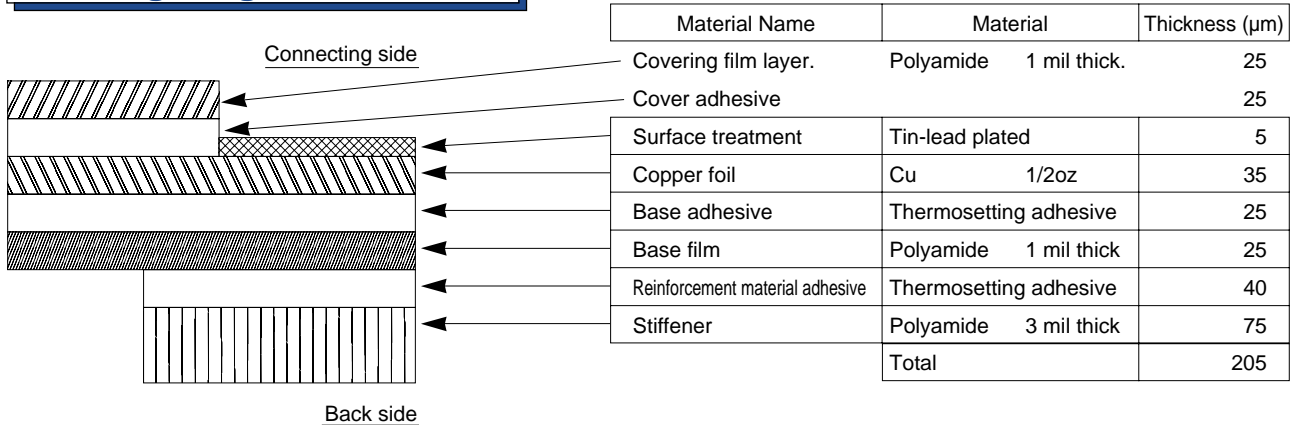 Connecting side
Material Name Material Thickness (µm)
Covering film layer. Polyamide 1 mil thick. 25
Cover adhesive 25
Surface treatment Tin-lead plated 5
Copper foil Cu 1/2oz 35
Base adhesive Thermosetting adhesive 25
Base film Polyamide 1 mil thick 25
Reinforcement material adhesive Thermosetting adhesive 40
Stiffener Polyamide 3 mil thick 75
Total 205
Back side